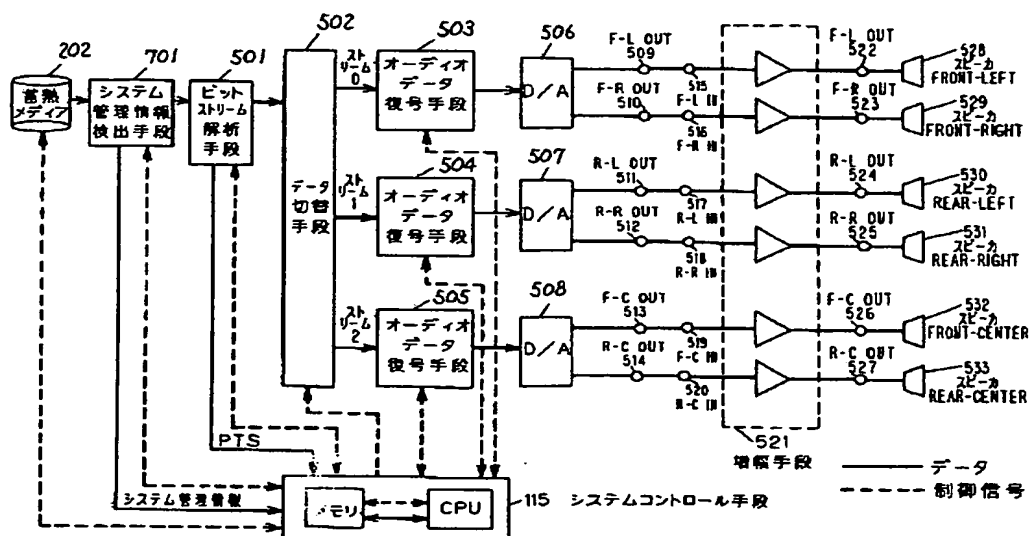 202
蓄熱
メディア
701
システム
管理情報
検出手段
501
ビット
ストリーム
解析
手段
502
データ
切替
手段
ストリーム
0
ストリーム
1
ストリーム
2
503
オーディオ
データ
復号手段
504
オーディオ
データ
復号手段
505
オーディオ
データ
復号手段
506
D/A
507
D/A
508
D/A
F-L OUT
509
515
F-L IN
F-R OUT
510
516
F-R IN
R-L OUT
511
517
R-L IN
R-R OUT
512
518
R-R IN
F-C OUT
513
519
F-C IN
R-C OUT
514
520
R-C IN
521
増幅手段
F-L OUT
522
F-R OUT
523
R-L OUT
524
R-R OUT
525
F-C OUT
526
R-C OUT
527
528
スピーカ
FRONT-LEFT
529
スピーカ
FRONT-RIGHT
530
スピーカ
REAR-LEFT
531
スピーカ
REAR-RIGHT
532
スピーカ
FRONT-CENTER
533
スピーカ
REAR-CENTER
PTS
システム管理情報
メモリ
CPU
115 システムコントロール手段
データ
制御信号